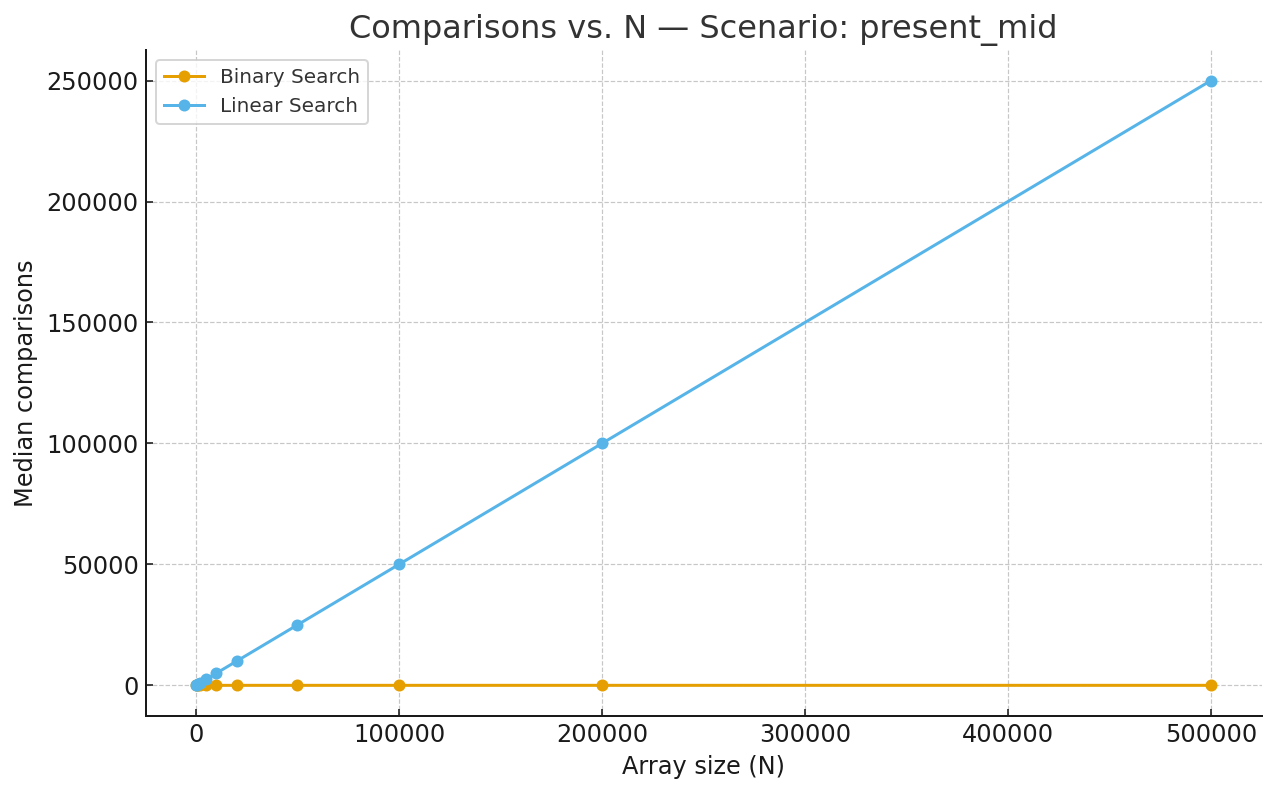 Comparisons vs. N — Scenario: present_mid
Binary Search
Linear Search
250000
200000
150000
100000
50000
0
Median comparisons
0 100000 200000 300000 400000 500000
Array size (N)